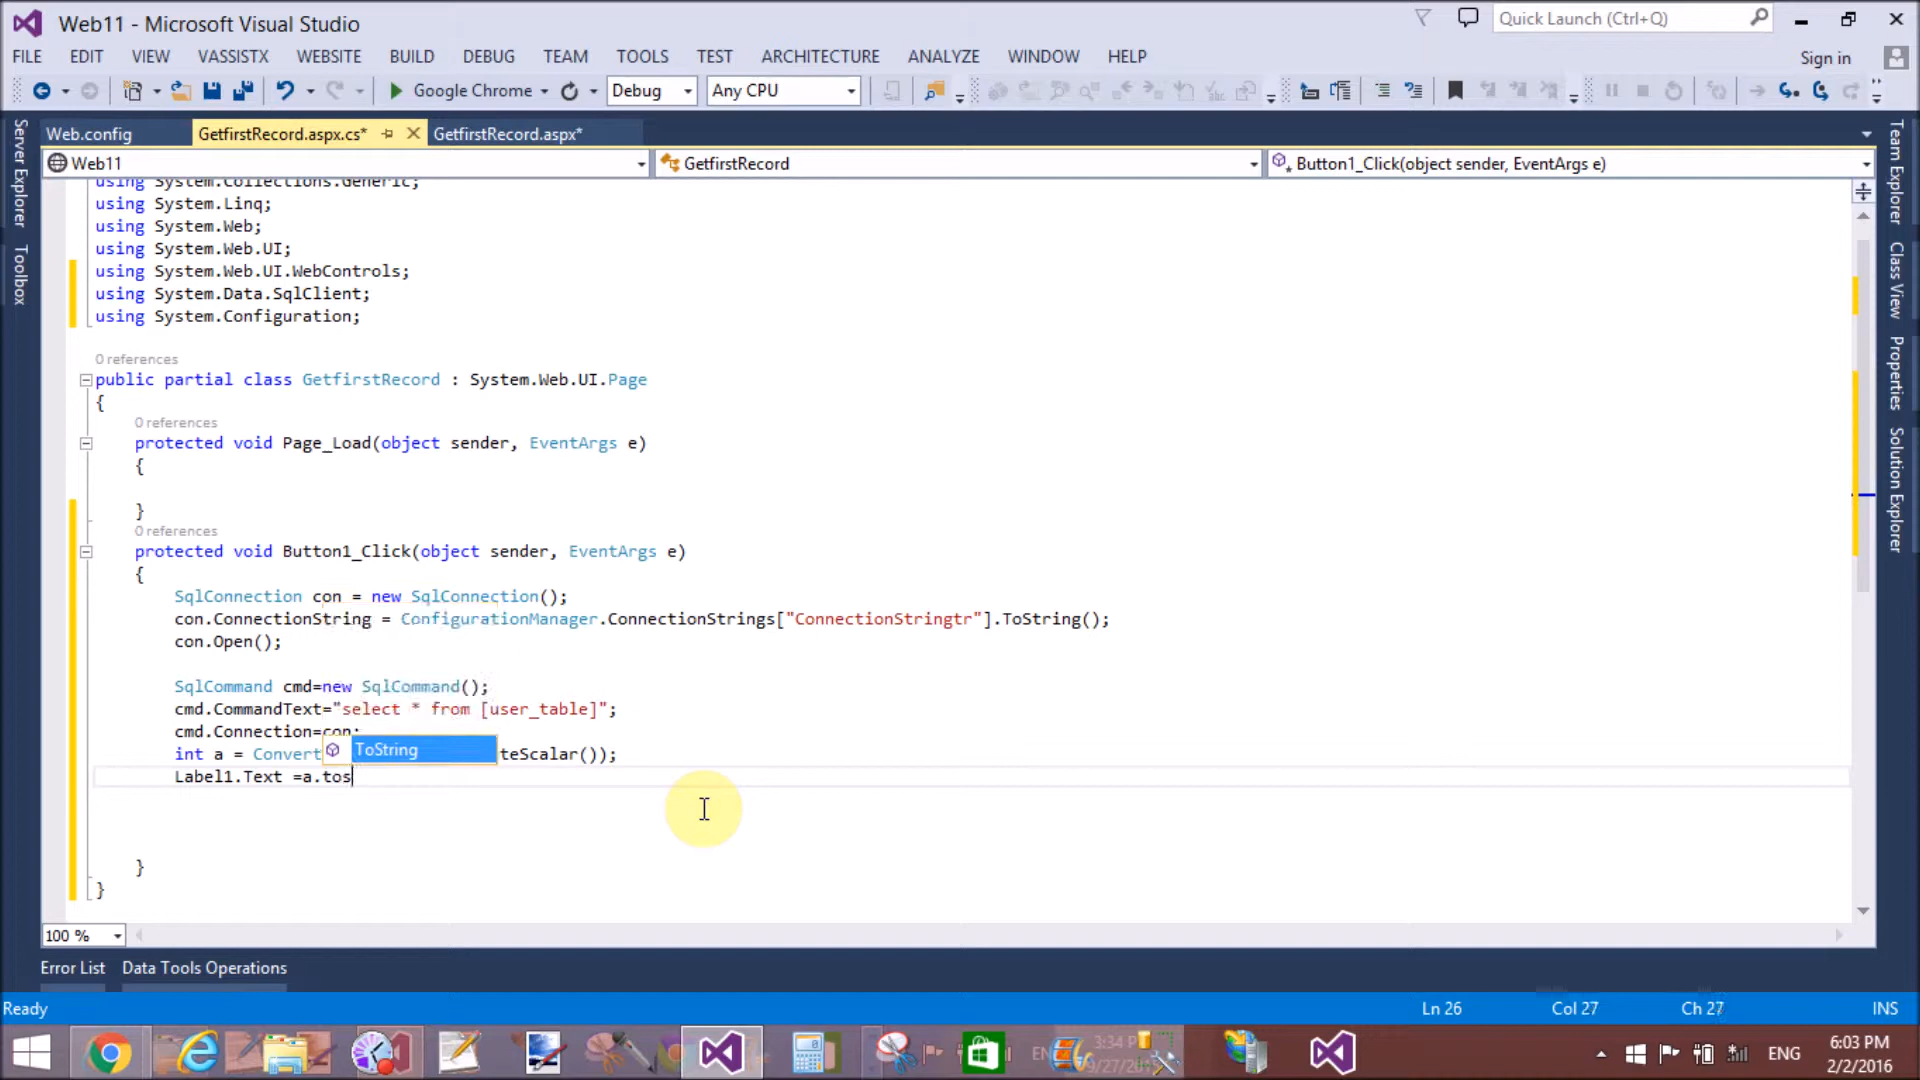 Web11 - Microsoft Visual Studio
Quick Launch (Ctrl+Q)
FILE EDIT VIEW VASSISTX WEBSITE BUILD DEBUG TEAM TOOLS TEST ARCHITECTURE ANALYZE WINDOW HELP
Sign in
Google Chrome Debug Any CPU
Web.config GetfirstRecord.aspx.cs* GetfirstRecord.aspx*
Web11 GetfirstRecord Button1_Click(object sender, EventArgs e)
Server Explorer
Toolbox
Team Explorer
Class View
Properties
Solution Explorer
using System.Collections.Generic;
using System.Linq;
using System.Web;
using System.Web.UI;
using System.Web.UI.WebControls;
using System.Data.SqlClient;
using System.Configuration;
0 references
public partial class GetfirstRecord : System.Web.UI.Page
{
0 references
protected void Page_Load(object sender, EventArgs e)
{
}
0 references
protected void Button1_Click(object sender, EventArgs e)
{
SqlConnection con = new SqlConnection();
con.ConnectionString = ConfigurationManager.ConnectionStrings["ConnectionStringtr"].ToString();
con.Open();
SqlCommand cmd=new SqlCommand();
cmd.CommandText="select * from [user_table]";
cmd.Connection=con;
int a = Convert ToString teScalar());
Label1.Text =a.tos
}
}
100 %
Error List Data Tools Operations
Ready Ln 26 Col 27 Ch 27 INS
3:34 PM
ENG 6:03 PM
2/2/2016